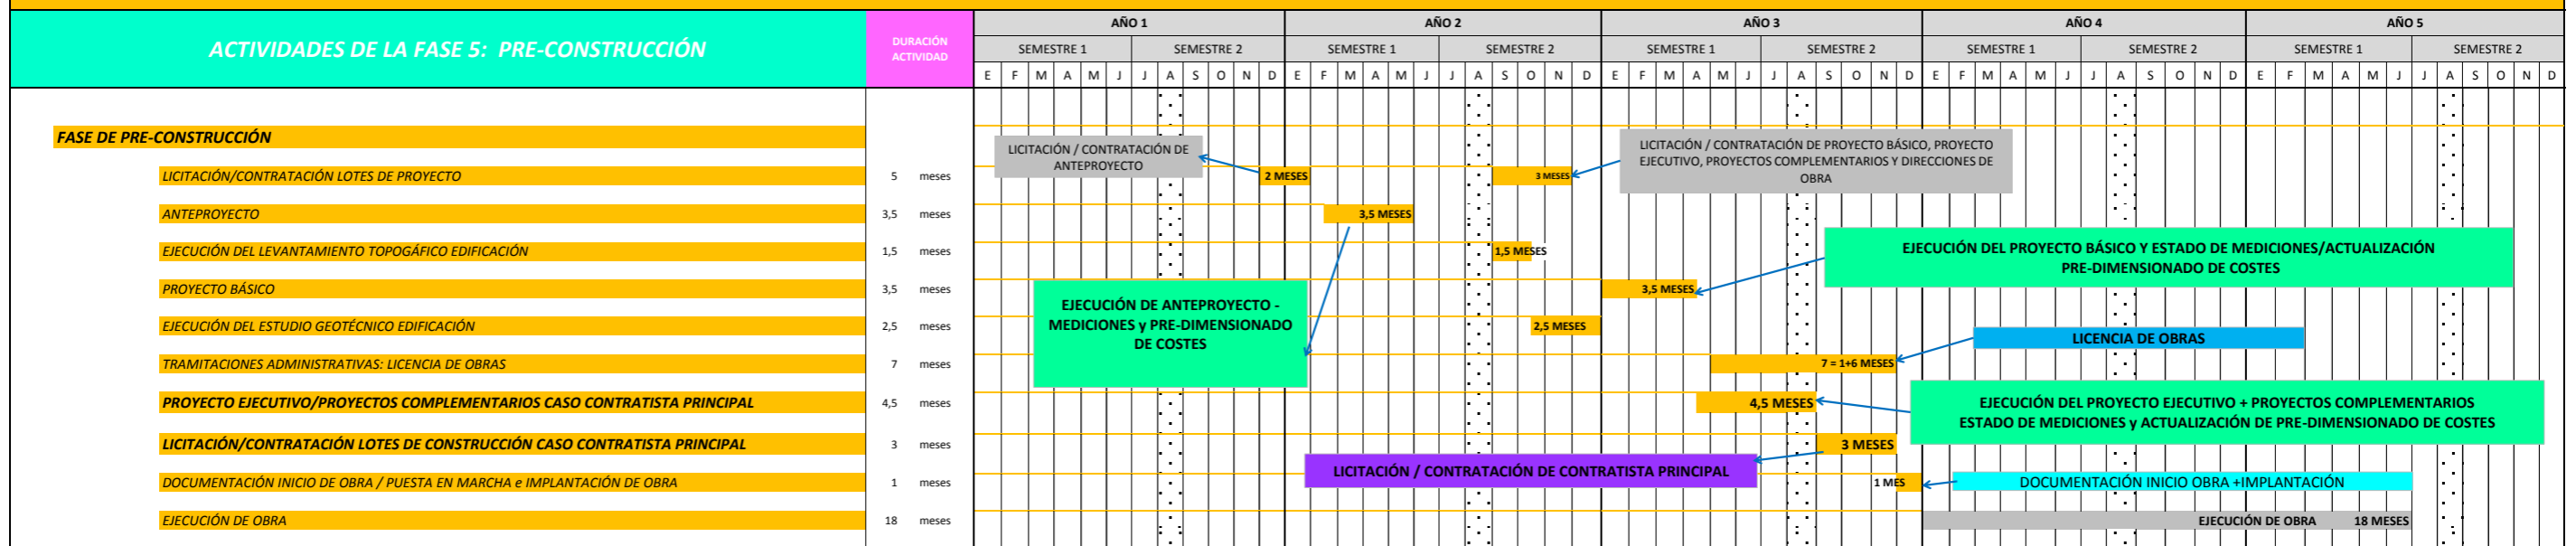 ACTIVIDADES DE LA FASE 5: PRE-CONSTRUCCIÓN
DURACIÓN
ACTIVIDAD
AÑO 1 AÑO 2 AÑO 3 AÑO 4 AÑO 5
SEMESTRE 1 SEMESTRE 2 SEMESTRE 1 SEMESTRE 2 SEMESTRE 1 SEMESTRE 2 SEMESTRE 1 SEMESTRE 2 SEMESTRE 1 SEMESTRE 2
E F M A M J J A S O N D E F M A M J J A S O N D E F M A M J J A S O N D E F M A M J J A S O N D E F M A M J J A S O N D
FASE DE PRE-CONSTRUCCIÓN
LICITACIÓN / CONTRATACIÓN DE
ANTEPROYECTO
LICITACIÓN / CONTRATACIÓN DE PROYECTO BÁSICO, PROYECTO
EJECUTIVO, PROYECTOS COMPLEMENTARIOS Y DIRECCIONES DE
OBRA
LICITACIÓN/CONTRATACIÓN LOTES DE PROYECTO 5 meses 2 MESES 3 MESES
ANTEPROYECTO 3,5 meses 3,5 MESES
EJECUCIÓN DEL LEVANTAMIENTO TOPOGÁFICO EDIFICACIÓN 1,5 meses 1,5 MESES
EJECUCIÓN DEL PROYECTO BÁSICO Y ESTADO DE MEDICIONES/ACTUALIZACIÓN
PRE-DIMENSIONADO DE COSTES
PROYECTO BÁSICO 3,5 meses 3,5 MESES
EJECUCIÓN DE ANTEPROYECTO -
MEDICIONES y PRE-DIMENSIONADO
DE COSTES
EJECUCIÓN DEL ESTUDIO GEOTÉCNICO EDIFICACIÓN 2,5 meses 2,5 MESES
LICENCIA DE OBRAS
TRAMITACIONES ADMINISTRATIVAS: LICENCIA DE OBRAS 7 meses 7 = 1+6 MESES
PROYECTO EJECUTIVO/PROYECTOS COMPLEMENTARIOS CASO CONTRATISTA PRINCIPAL 4,5 meses 4,5 MESES
EJECUCIÓN DEL PROYECTO EJECUTIVO + PROYECTOS COMPLEMENTARIOS
ESTADO DE MEDICIONES y ACTUALIZACIÓN DE PRE-DIMENSIONADO DE COSTES
LICITACIÓN/CONTRATACIÓN LOTES DE CONSTRUCCIÓN CASO CONTRATISTA PRINCIPAL 3 meses 3 MESES
LICITACIÓN / CONTRATACIÓN DE CONTRATISTA PRINCIPAL
DOCUMENTACIÓN INICIO DE OBRA / PUESTA EN MARCHA e IMPLANTACIÓN DE OBRA 1 meses 1 MES DOCUMENTACIÓN INICIO OBRA +IMPLANTACIÓN
EJECUCIÓN DE OBRA 18 meses EJECUCIÓN DE OBRA 18 MESES